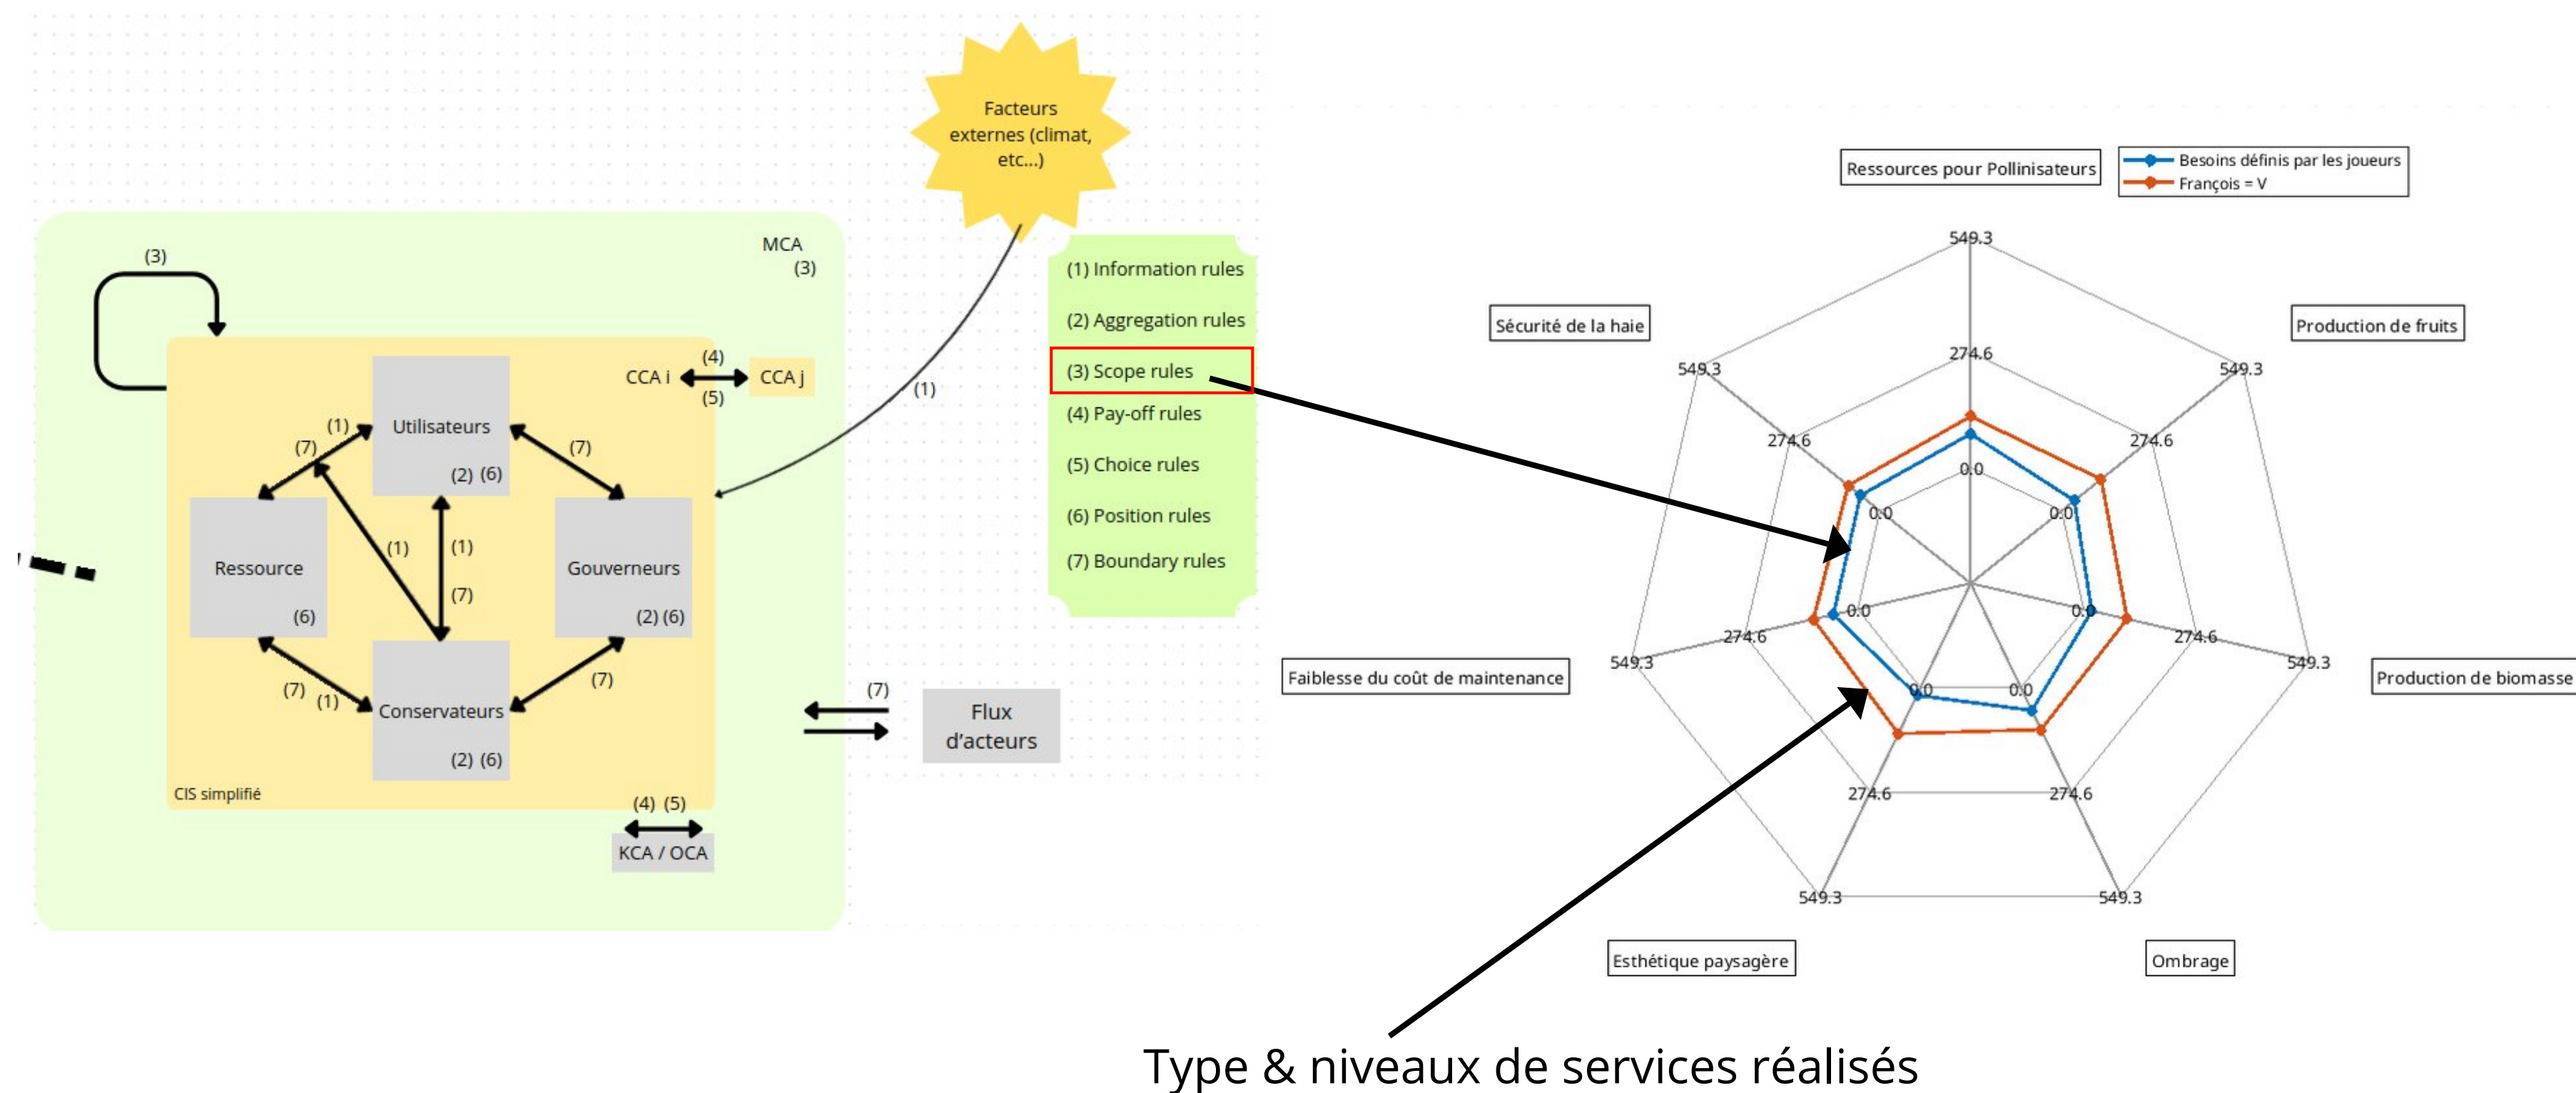 Facteurs
externes (climat,
etc...)
MCA
(3)
(3)
(1) Information rules
(2) Aggregation rules
(3) Scope rules
(4) Pay-off rules
(5) Choice rules
(6) Position rules
(7) Boundary rules
(1)
CCA i
(4)
(5)
CCA j
Utilisateurs
(2) (6)
(1)
(7)
(7)
Ressource
(6)
(1)
(1)
(7)
Gouverneurs
(2) (6)
(7)
(1)
Conservateurs
(2) (6)
(7)
CIS simplifié
(4) (5)
KCA / OCA
(7)
Flux
d’acteurs
Ressources pour Pollinisateurs
Besoins définis par les joueurs
François = V
Sécurité de la haie
Production de fruits
Faiblesse du coût de maintenance
Production de biomasse
Esthétique paysagère
Ombrage
549.3
274.6
0.0
549.3
274.6
0.0
549.3
274.6
0.0
549.3
274.6
0.0
549.3
274.6
0.0
549.3
274.6
0.0
549.3
274.6
0.0
Type & niveaux de services réalisés